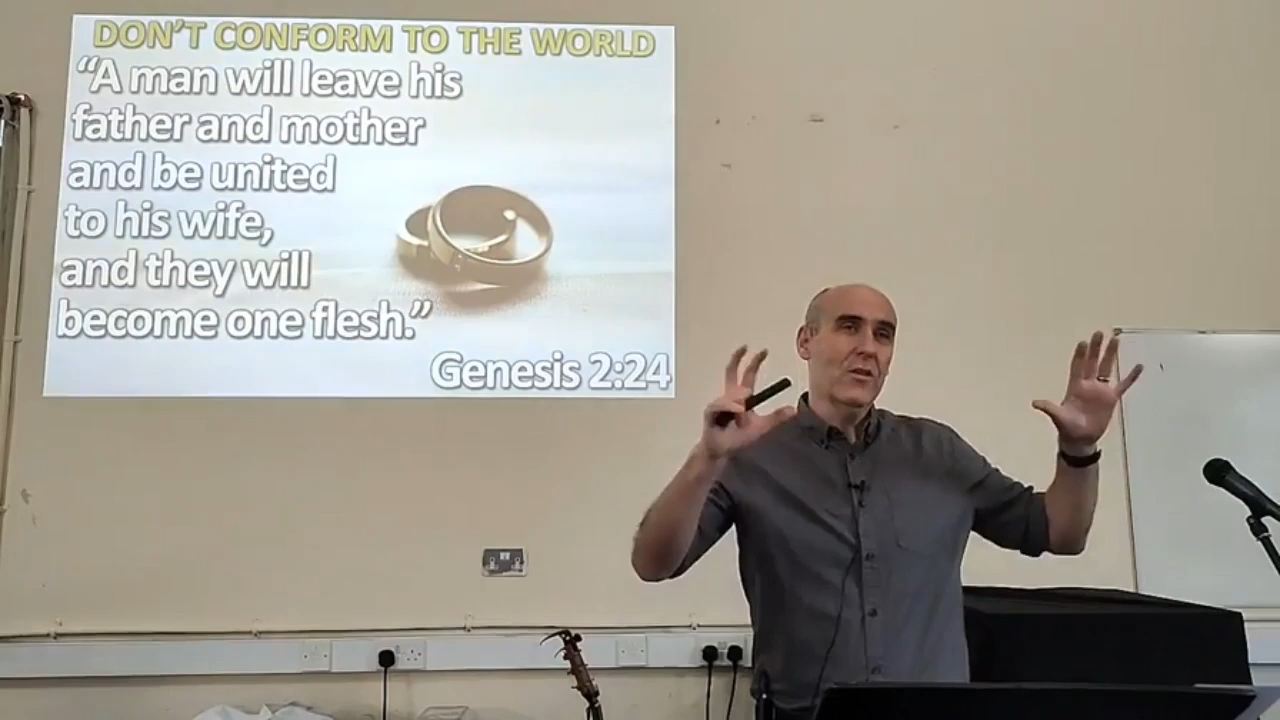 DON'T CONFORM TO THE WORLD
“A man will leave his
father and mother
and be united
to his wife,
and they will
become one flesh.”
Genesis 2:24